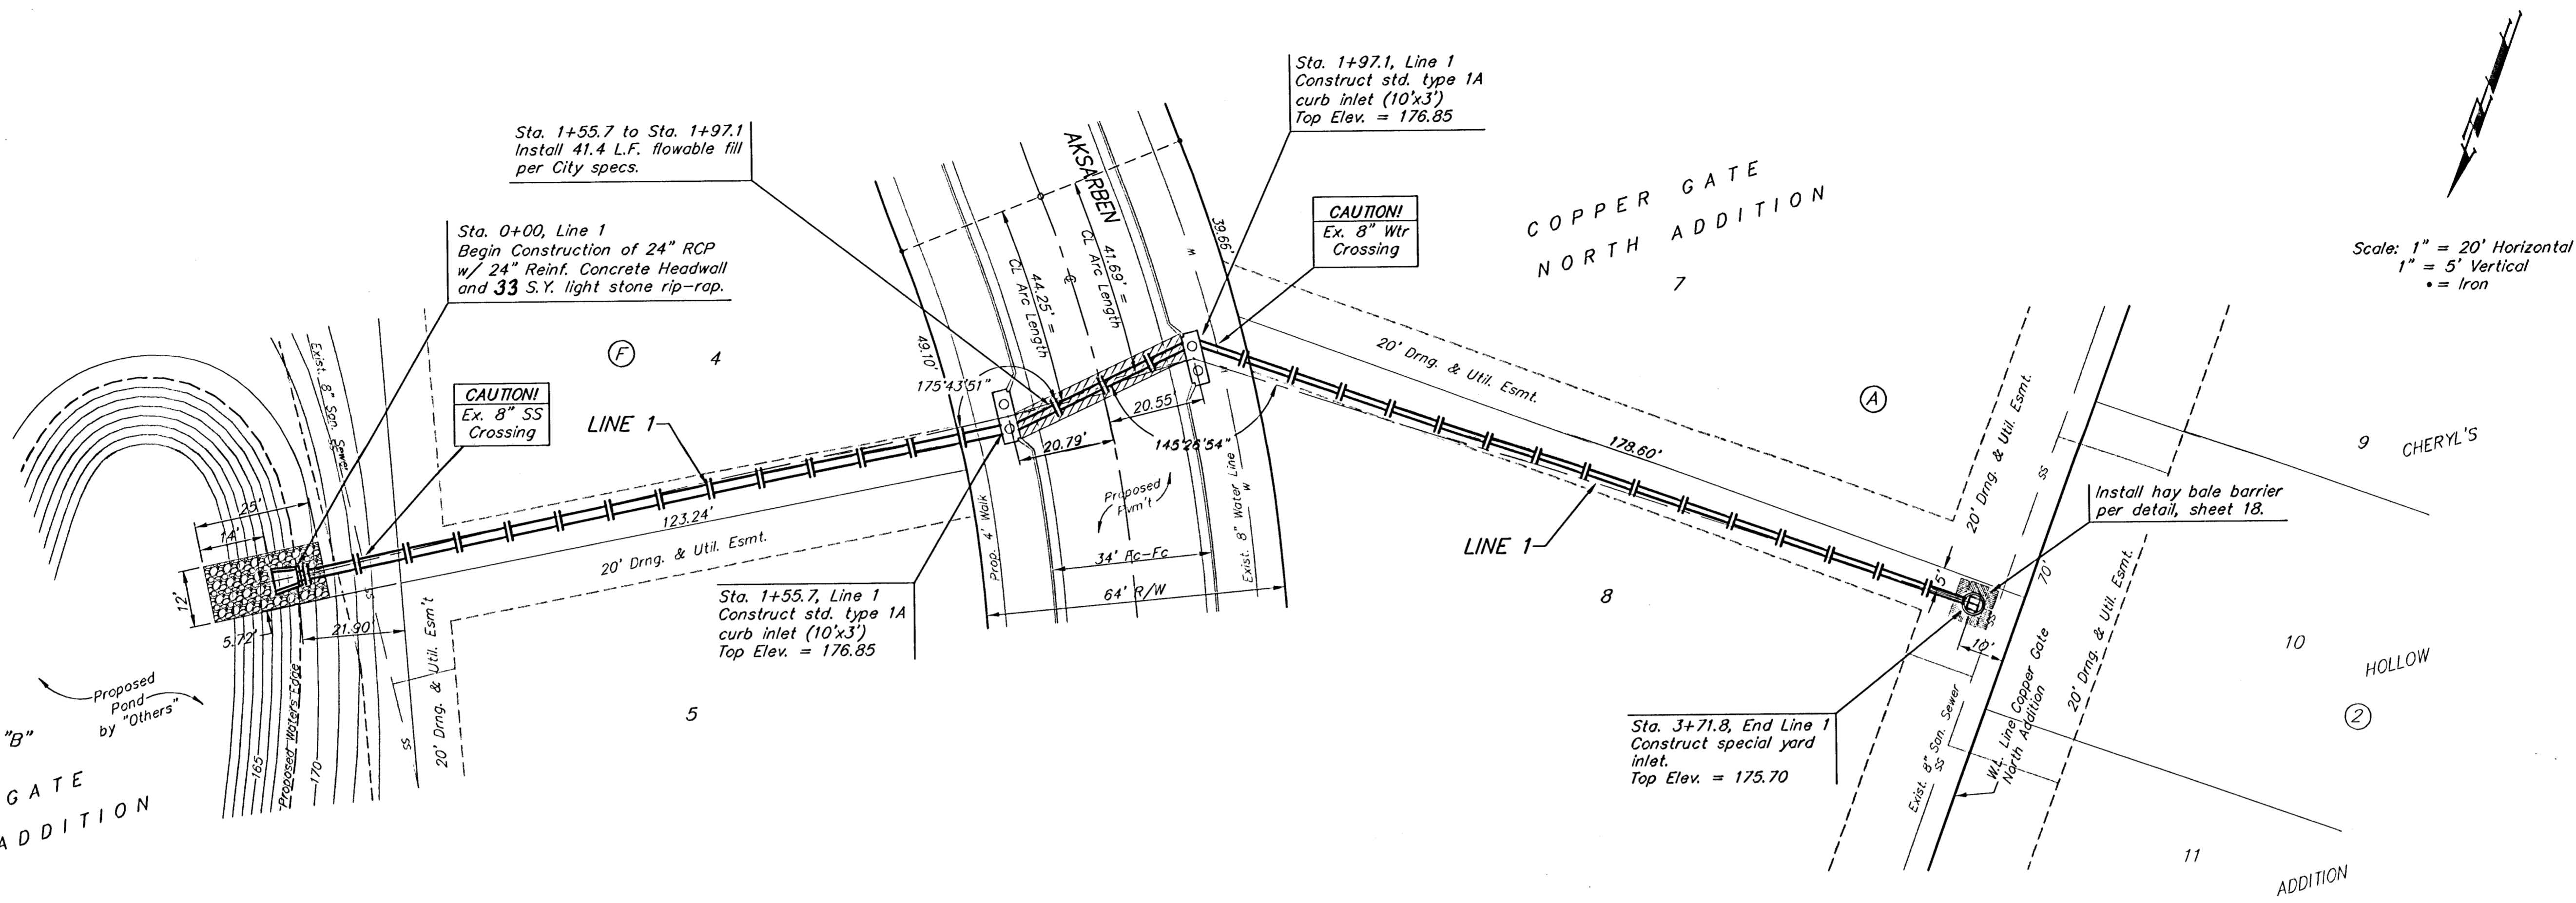 Sta. 1+97.1, Line 1
Construct std. type 1A
curb inlet (10'x3')
Top Elev. = 176.85
Sta. 1+55.7 to Sta. 1+97.1
Install 41.4 L.F. flowable fill
per City specs.
AKSARBEN
Sta. 0+00, Line 1
Begin Construction of 24" RCP
w/ 24" Reinf. Concrete Headwall
and 33 S.Y. light stone rip-rap.
CAUTION!
Ex. 8" Wtr
Crossing
COPPER GATE
NORTH ADDITION
7
Scale: 1" = 20' Horizontal
1" = 5' Vertical
• = Iron
39.66'
W
41.69' =
CL Arc Length
44.25' =
CL Arc Length
49.10'
Exist. 8" San. Sewer
SS
F
4
CAUTION!
Ex. 8" SS
Crossing
LINE 1
175°43'51"
20.55'
20.79'
145°26'54"
20' Drng. & Util. Esmt.
178.60'
A
20' Drng. & Util. Esmt.
9
CHERYL'S
SS
Install hay bale barrier
per detail, sheet 18.
25'
14'
12'
5.72'
21.90'
123.24'
20' Drng. & Util. Esmt.
Prop. 4' Walk
Proposed
Pvm't
34' Fc-Fc
64' R/W
Exist. 8" Water Line
W
LINE 1
8
5'
70'
10'
20' Drng. & Util. Esmt.
10
HOLLOW
2
Sta. 1+55.7, Line 1
Construct std. type 1A
curb inlet (10'x3')
Top Elev. = 176.85
SS
SS
20' Drng. & Util. Esm't
5
Proposed
Pond
by "Others"
"B"
GATE
ADDITION
165
Proposed Waters Edge
170
Sta. 3+71.8, End Line 1
Construct special yard
inlet.
Top Elev. = 175.70
Exist. 8" San. Sewer
SS
W.L. Line Copper Gate
North Addition
11
ADDITION